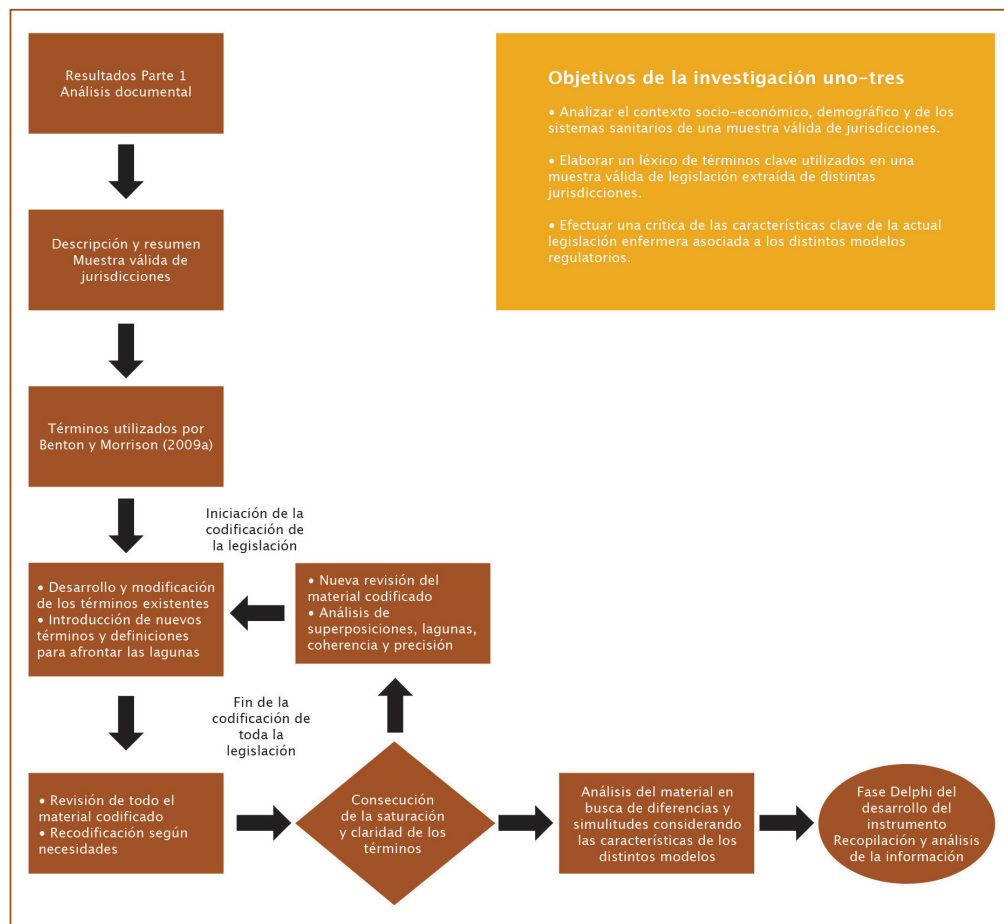 Resultados Parte 1
Análisis documental
Objetivos de la investigación uno-tres
• Analizar el contexto socio-económico, demográfico y de los
sistemas sanitarios de una muestra válida de jurisdicciones.
• Elaborar un léxico de términos clave utilizados en una
muestra válida de legislación extraída de distintas
jurisdicciones.
• Efectuar una crítica de las características clave de la actual
legislación enfermera asociada a los distintos modelos
regulatorios.
Descripción y resumen
Muestra válida de
jurisdicciones
Términos utilizados por
Benton y Morrison (2009a)
Iniciación de la
codificación de
la legislación
• Desarrollo y modificación
de los términos existentes
• Introducción de nuevos
términos y definiciones
para afrontar las lagunas
• Nueva revisión del
material codificado
• Análisis de
superposiciones, lagunas,
coherencia y precisión
Fin de la
codificación de
toda la
legislación
• Revisión de todo el
material codificado
• Recodificación según
necesidades
Consecución
de la saturación
y claridad de los
términos
Análisis del material en
busca de diferencias y
simulitudes considerando
las características de los
distintos modelos
Fase Delphi del
desarrollo del
instrumento
Recopilación y análisis
de la información